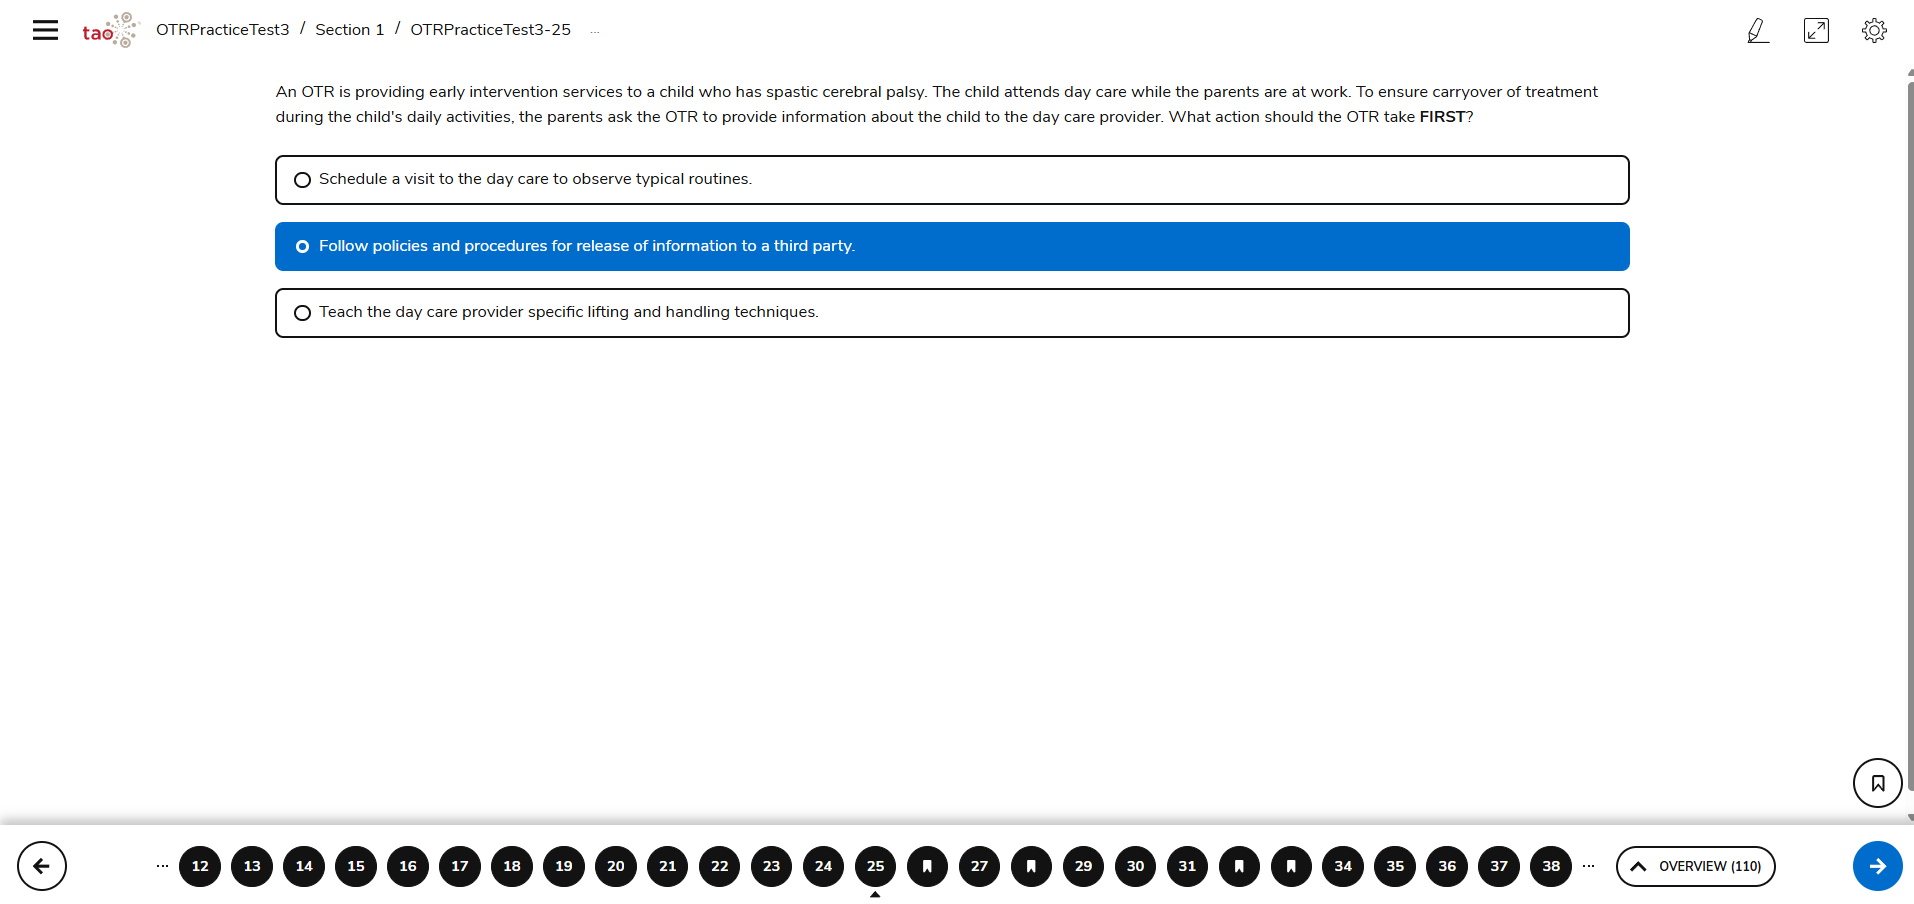 tao
OTRPracticeTest3 / Section 1 / OTRPracticeTest3-25 ...
An OTR is providing early intervention services to a child who has spastic cerebral palsy. The child attends day care while the parents are at work. To ensure carryover of treatment
during the child's daily activities, the parents ask the OTR to provide information about the child to the day care provider. What action should the OTR take FIRST?
Schedule a visit to the day care to observe typical routines.
Follow policies and procedures for release of information to a third party.
Teach the day care provider specific lifting and handling techniques.
... 12 13 14 15 16 17 18 19 20 21 22 23 24 25 27 29 30 31 34 35 36 37 38 ... OVERVIEW (110)